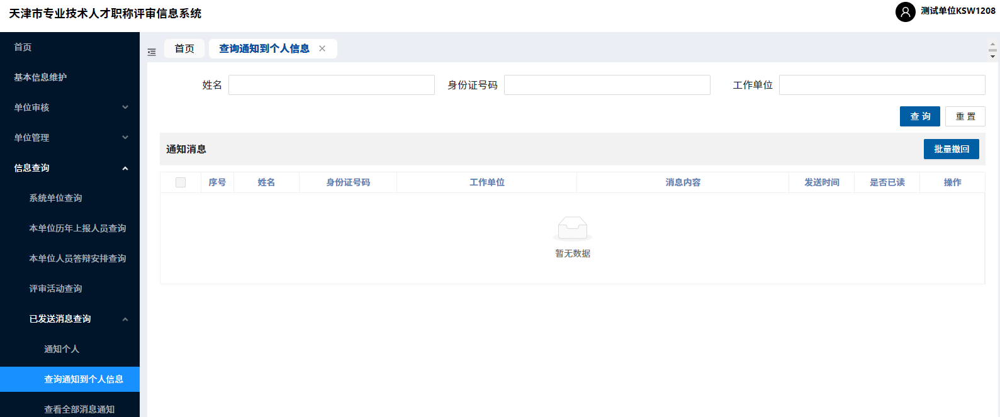 天津市专业技术人才职称评审信息系统
测试单位KSW1208
首页
基本信息维护
单位审核
单位管理
信息查询
系统单位查询
本单位历年上报人员查询
本单位人员答辩安排查询
评审活动查询
已发送消息查询
通知个人
查询通知到个人信息
查看全部消息通知
首页 查询通知到个人信息
姓名 身份证号码 工作单位
查 询 重 置
通知消息 批量撤回
序号 姓名 身份证号码 工作单位 消息内容 发送时间 是否已读 操作
暂无数据